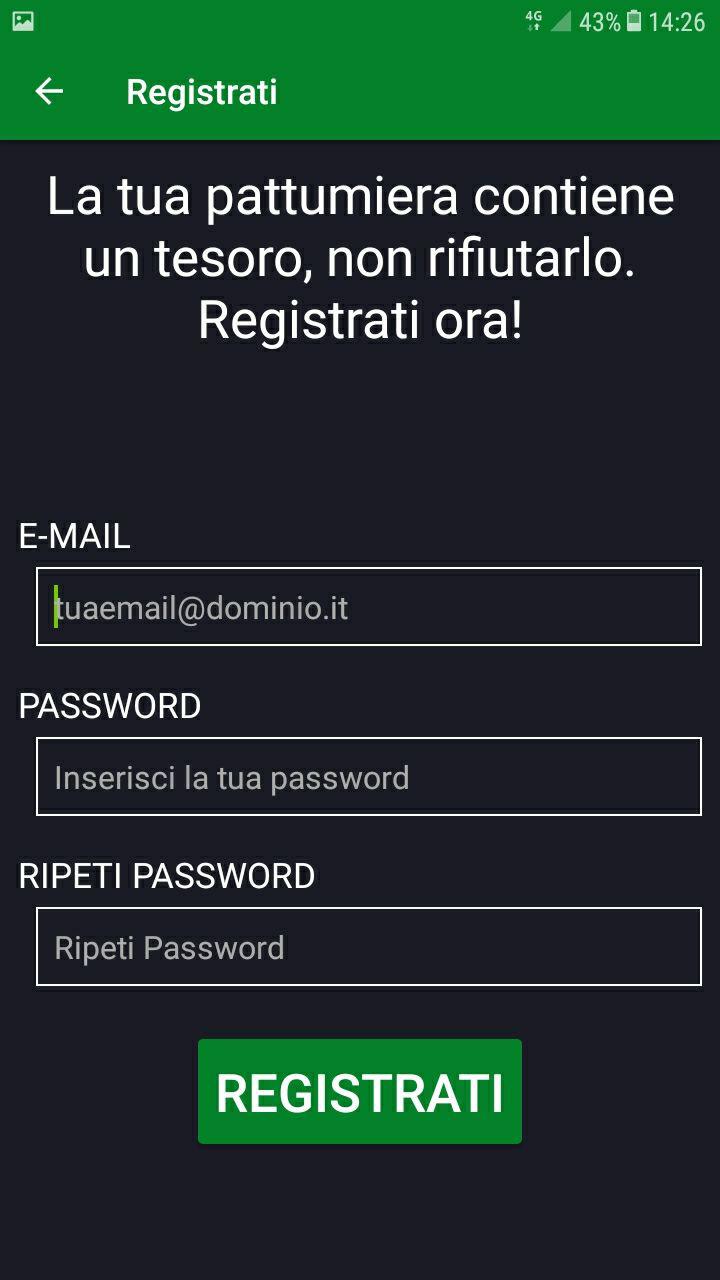 4G 43% 14:26
Registrati
La tua pattumiera contiene
un tesoro, non rifiutarlo.
Registrati ora!
E-MAIL
tuaemail@dominio.it
PASSWORD
Inserisci la tua password
RIPETI PASSWORD
Ripeti Password
REGISTRATI